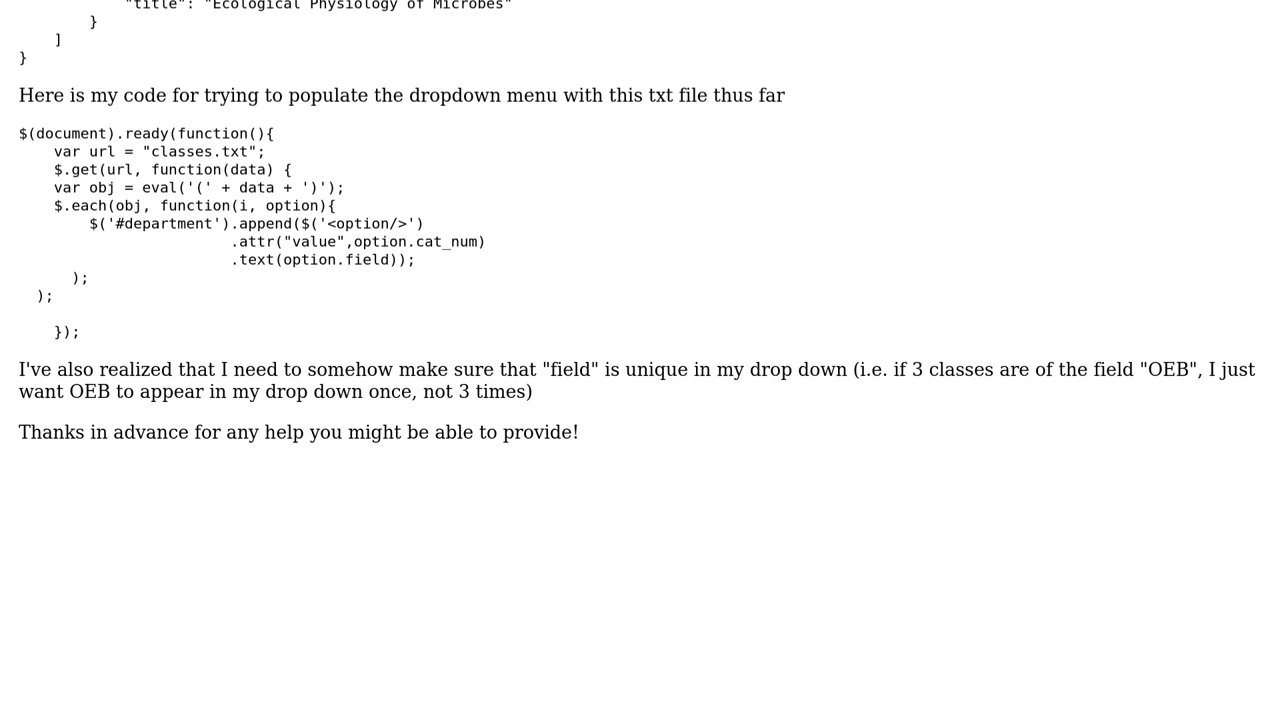 "title": "Ecological Physiology of Microbes"
        }
    ]
}
Here is my code for trying to populate the dropdown menu with this txt file thus far
$(document).ready(function(){
    var url = "classes.txt";
    $.get(url, function(data) {
    var obj = eval('(' + data + ')');
    $.each(obj, function(i, option){
        $('#department').append($('<option/>')
                        .attr("value",option.cat_num)
                        .text(option.field));
      );
  );
    });
I've also realized that I need to somehow make sure that "field" is unique in my drop down (i.e. if 3 classes are of the field "OEB", I just
want OEB to appear in my drop down once, not 3 times)
Thanks in advance for any help you might be able to provide!